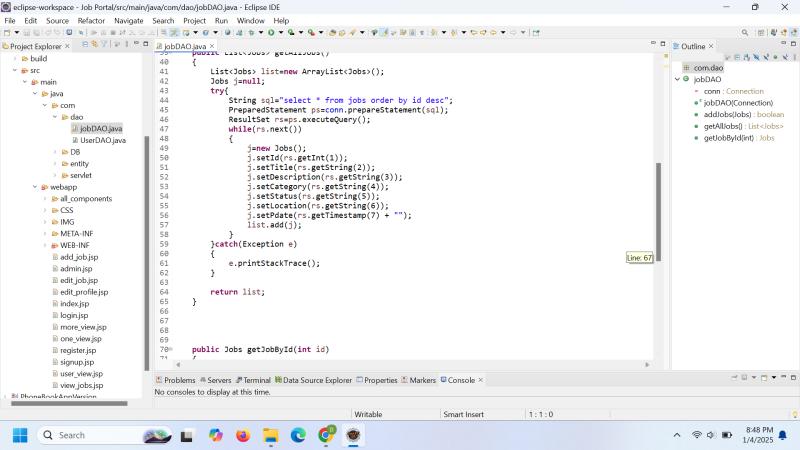 eclipse-workspace - Job Portal/src/main/java/com/dao/jobDAO.java - Eclipse IDE
File Edit Source Refactor Navigate Search Project Run Window Help
Project Explorer ×
build
src
main
java
com
dao
jobDAO.java
UserDAO.java
DB
entity
servlet
webapp
all_components
CSS
IMG
META-INF
WEB-INF
add_job.jsp
admin.jsp
edit_job.jsp
edit_profile.jsp
index.jsp
login.jsp
more_view.jsp
one_view.jsp
register.jsp
signup.jsp
user_view.jsp
view_jobs.jsp
PhoneBookAppVersion
jobDAO.java ×
39 public List<Jobs> getAllJobs()
40 {
41 List<Jobs> list=new ArrayList<Jobs>();
42 Jobs j=null;
43 try{
44 String sql="select * from jobs order by id desc";
45 PreparedStatement ps=conn.prepareStatement(sql);
46 ResultSet rs=ps.executeQuery();
47 while(rs.next())
48 {
49 j=new Jobs();
50 j.setId(rs.getInt(1));
51 j.setTitle(rs.getString(2));
52 j.setDescription(rs.getString(3));
53 j.setCategory(rs.getString(4));
54 j.setStatus(rs.getString(5));
55 j.setLocation(rs.getString(6));
56 j.setPdate(rs.getTimestamp(7) + "");
57 list.add(j);
58 }
59 }catch(Exception e)
60 {
61 e.printStackTrace();
62 }
63
64 return list;
65 }
66
67
68
69
70 public Jobs getJobById(int id)
71 {
Line: 67
Outline ×
com.dao
jobDAO
conn : Connection
jobDAO(Connection)
addJobs(Jobs) : boolean
getAllJobs() : List<Jobs>
getJobById(int) : Jobs
Problems Servers Terminal Data Source Explorer Properties Markers Console ×
No consoles to display at this time.
Writable Smart Insert 1 : 1 : 0
Search
8:48 PM
1/4/2025